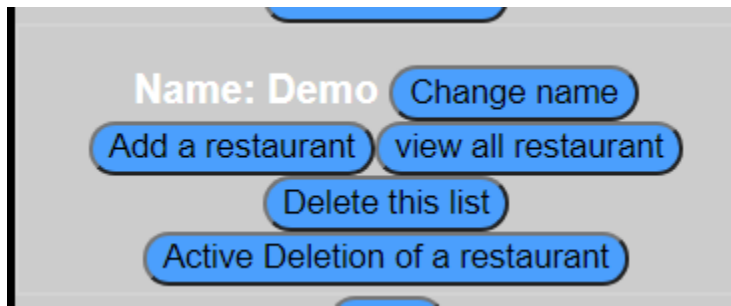 Name: Demo Change name
Add a restaurant view all restaurant
Delete this list
Active Deletion of a restaurant